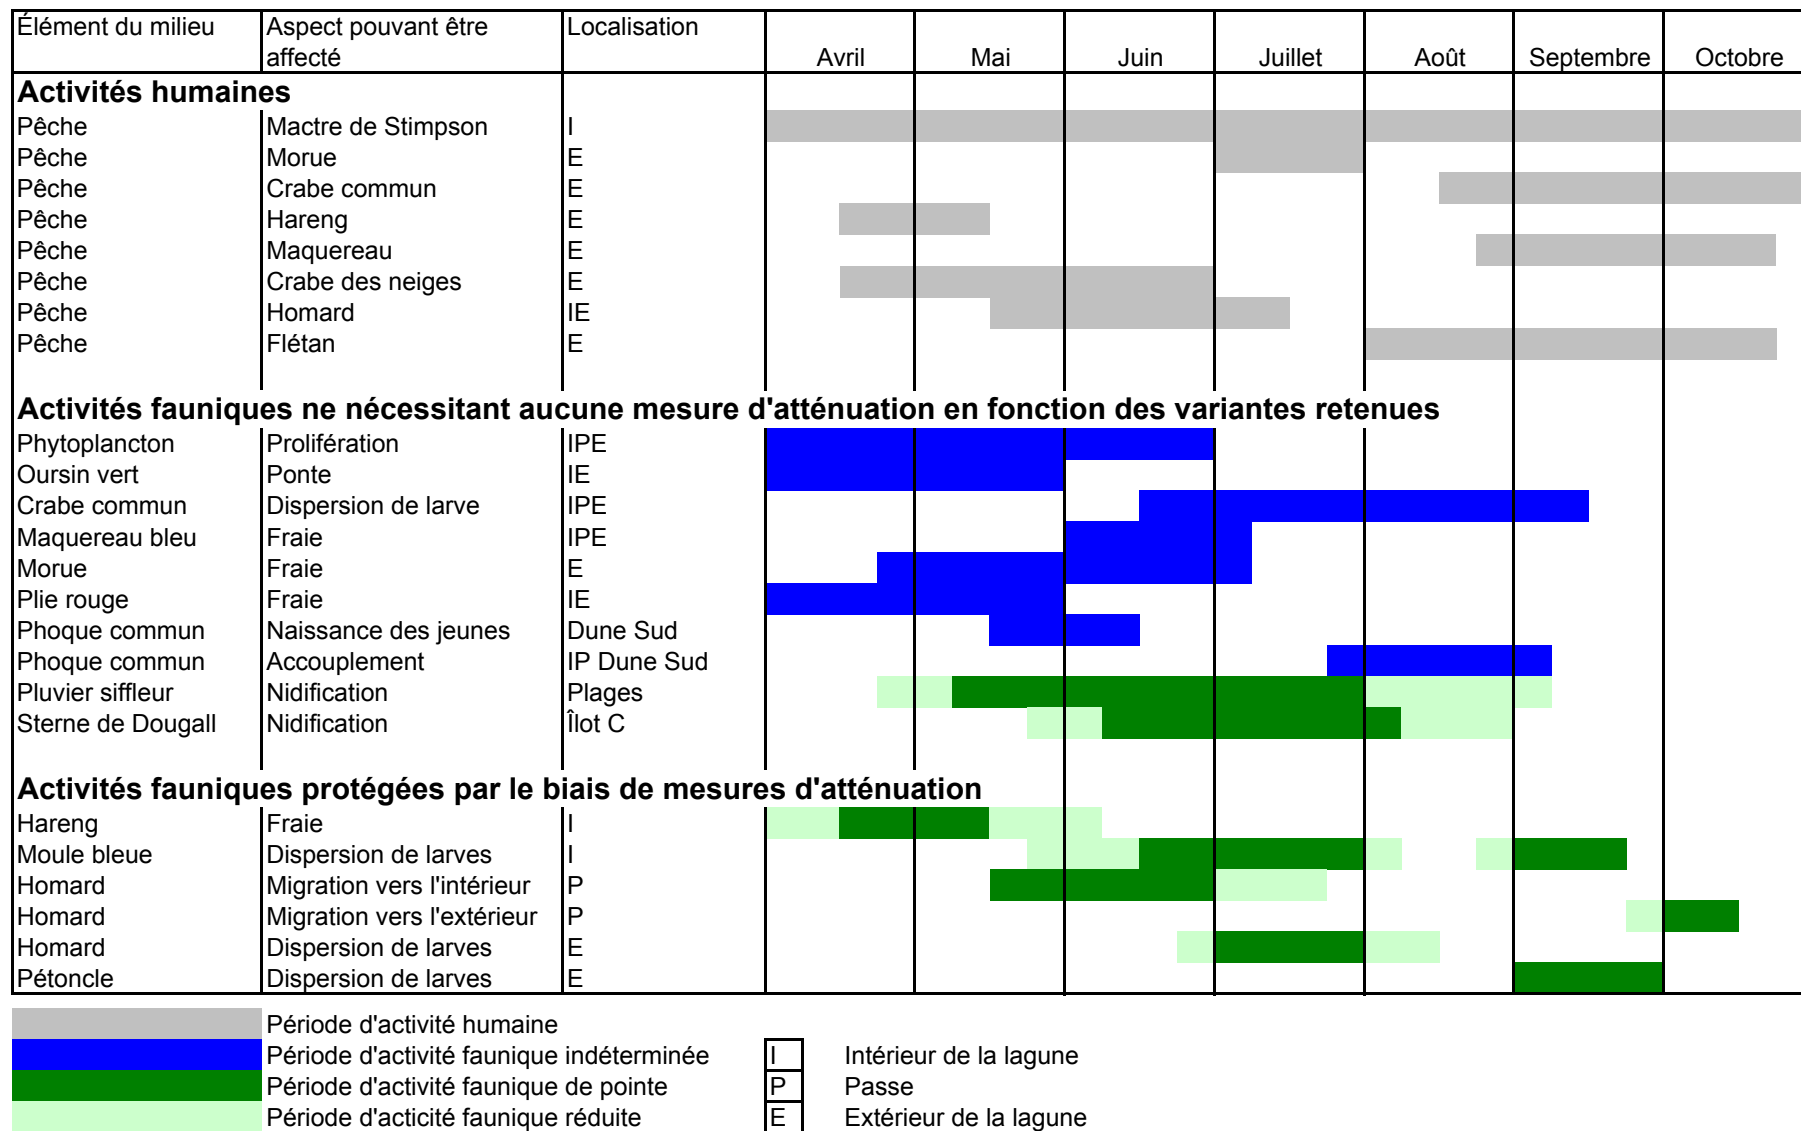 Élément du milieu Aspect pouvant être affecté Localisation Avril Mai Juin Juillet Août Septembre Octobre
Activités humaines
Pêche Mactre de Stimpson I
Pêche Morue E
Pêche Crabe commun E
Pêche Hareng E
Pêche Maquereau E
Pêche Crabe des neiges E
Pêche Homard IE
Pêche Flétan E
Activités fauniques ne nécessitant aucune mesure d'atténuation en fonction des variantes retenues
Phytoplancton Prolifération IPE
Oursin vert Ponte IE
Crabe commun Dispersion de larve IPE
Maquereau bleu Fraie IPE
Morue Fraie E
Plie rouge Fraie IE
Phoque commun Naissance des jeunes Dune Sud
Phoque commun Accouplement IP Dune Sud
Pluvier siffleur Nidification Plages
Sterne de Dougall Nidification Îlot C
Activités fauniques protégées par le biais de mesures d'atténuation
Hareng Fraie I
Moule bleue Dispersion de larves I
Homard Migration vers l'intérieur P
Homard Migration vers l'extérieur P
Homard Dispersion de larves E
Pétoncle Dispersion de larves E
Période d'activité humaine
Période d'activité faunique indéterminée I Intérieur de la lagune
Période d'activité faunique de pointe P Passe
Période d'acticité faunique réduite E Extérieur de la lagune